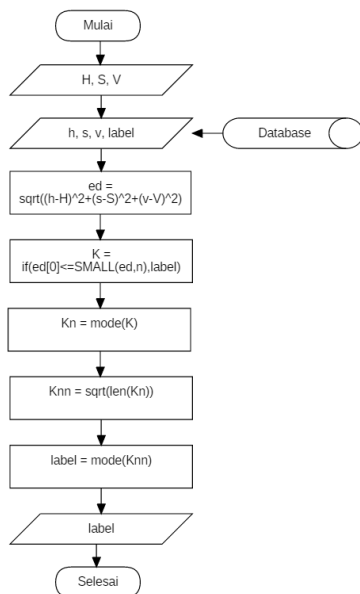 Mulai
H, S, V
h, s, v, label
Database
ed =
sqrt((h-H)^2+(s-S)^2+(v-V)^2)
K =
if(ed[0]<=SMALL(ed,n),label)
Kn = mode(K)
Knn = sqrt(len(Kn))
label = mode(Knn)
label
Selesai